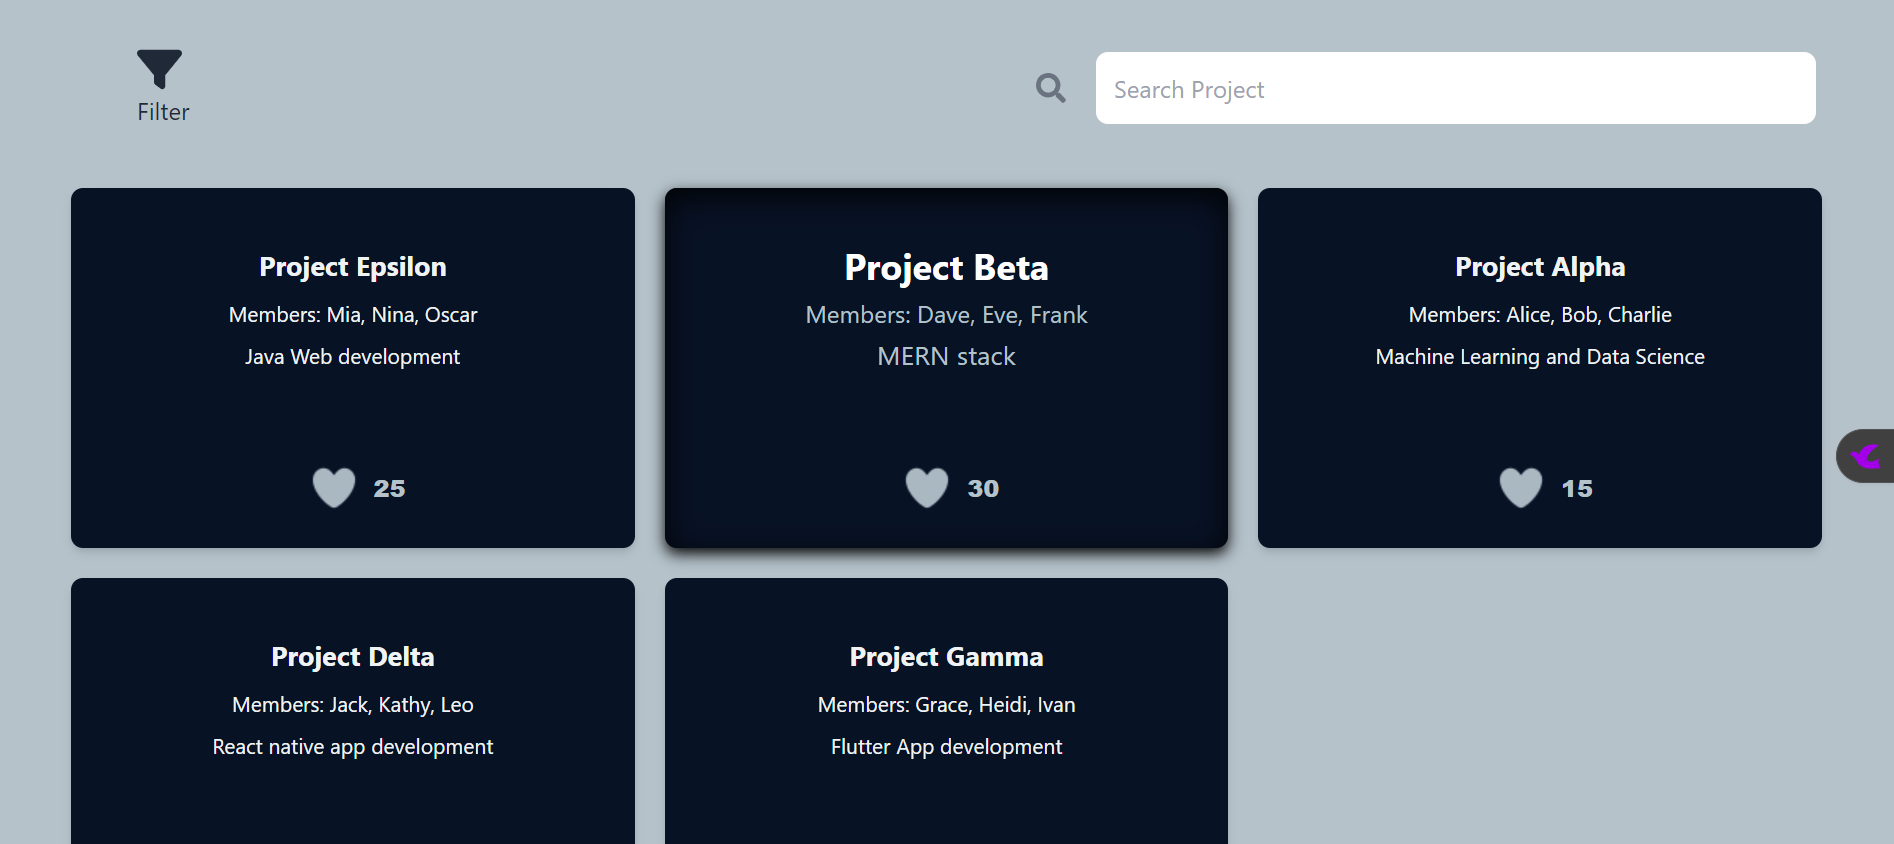 Filter
Search Project
Project Epsilon
Members: Mia, Nina, Oscar
Java Web development
25
Project Beta
Members: Dave, Eve, Frank
MERN stack
30
Project Alpha
Members: Alice, Bob, Charlie
Machine Learning and Data Science
15
Project Delta
Members: Jack, Kathy, Leo
React native app development
Project Gamma
Members: Grace, Heidi, Ivan
Flutter App development